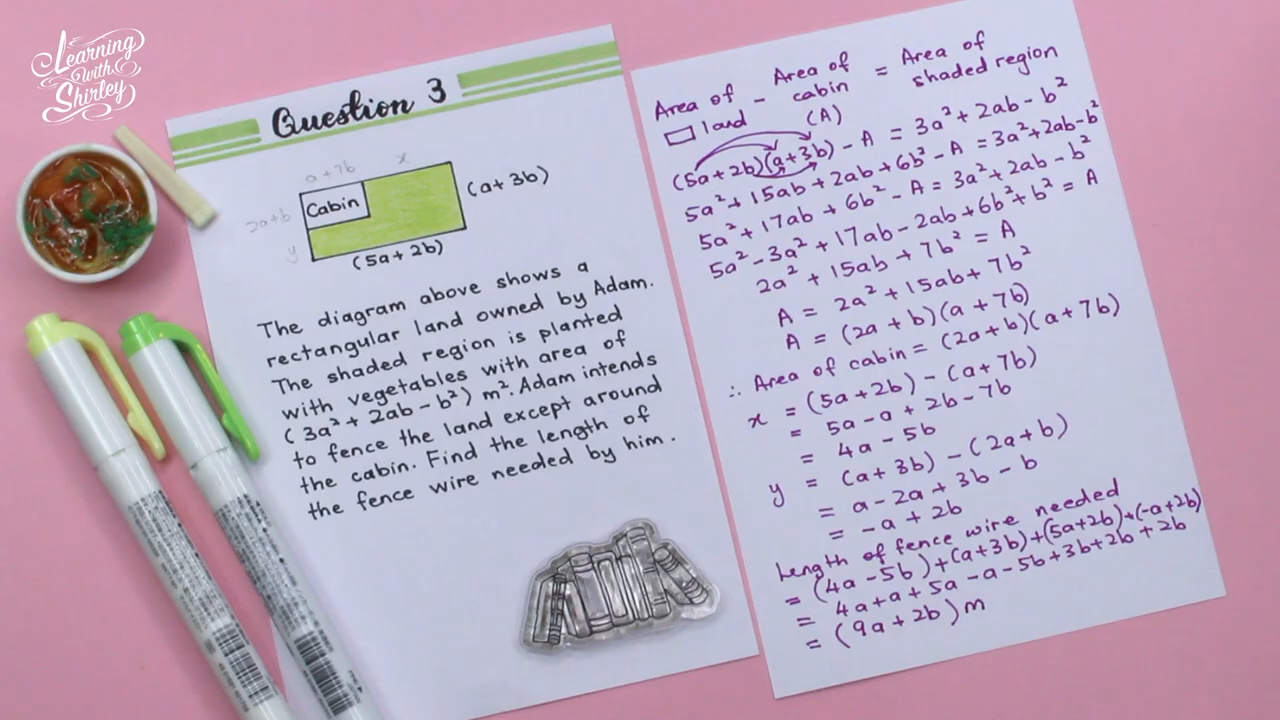 Learning
with
Shirley
Question 3
a+7b
x
2a+b
Cabin
(a+3b)
y
(5a+2b)
The diagram above shows a
rectangular land owned by Adam.
The shaded region is planted
with vegetables with area of
(3a² + 2ab - b²) m². Adam intends
to fence the land except around
the cabin. Find the length of
the fence wire needed by him.
Area of land - Area of cabin = Area of shaded region
(A)
(5a+2b)(a+3b) - A = 3a² + 2ab - b²
5a² + 15ab + 2ab + 6b² - A = 3a² + 2ab - b²
5a² + 17ab + 6b² - A = 3a² + 2ab - b²
5a² - 3a² + 17ab - 2ab + 6b² + b² = A
2a² + 15ab + 7b² = A
A = 2a² + 15ab + 7b²
A = (2a + b)(a + 7b)
∴ Area of cabin = (2a + b)(a + 7b)
x = (5a + 2b) - (a + 7b)
= 5a - a + 2b - 7b
= 4a - 5b
y = (a + 3b) - (2a + b)
= a - 2a + 3b - b
= -a + 2b
Length of fence wire needed
= (4a - 5b) + (a + 3b) + (5a + 2b) + (-a + 2b)
= 4a + a + 5a - a - 5b + 3b + 2b + 2b
= (9a + 2b) m